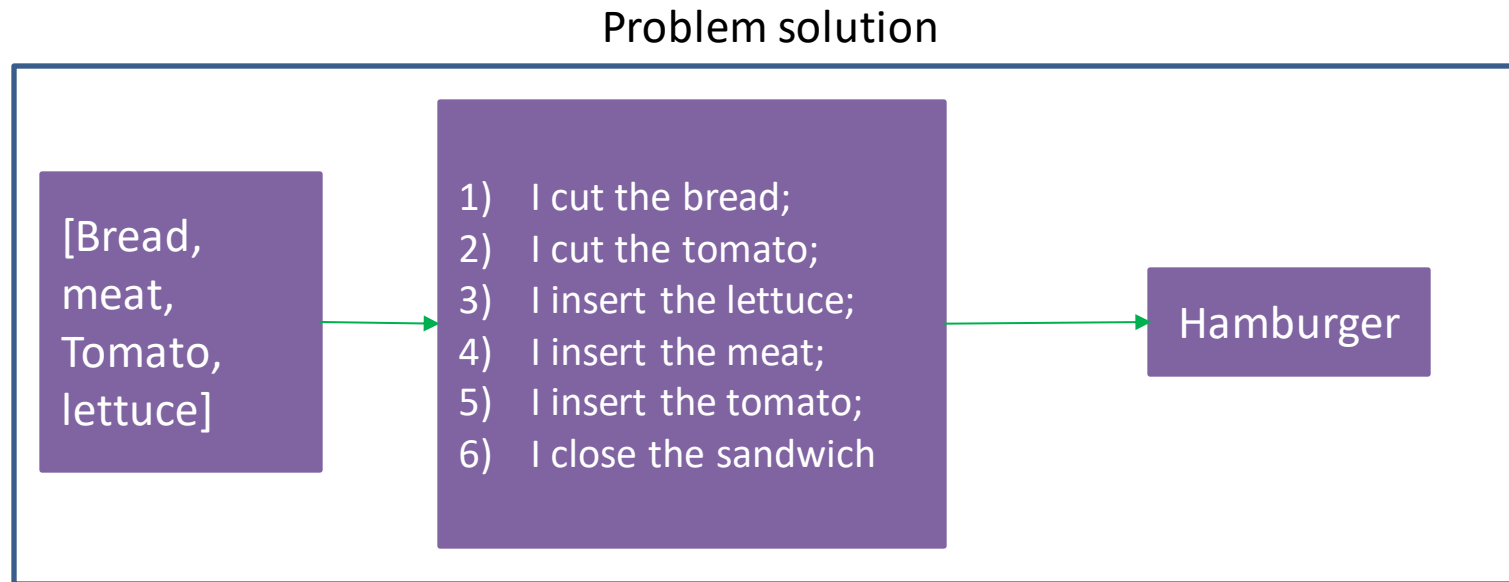 Problem solution
[Bread,
meat,
Tomato,
lettuce]
1) I cut the bread;
2) I cut the tomato;
3) I insert the lettuce;
4) I insert the meat;
5) I insert the tomato;
6) I close the sandwich
Hamburger